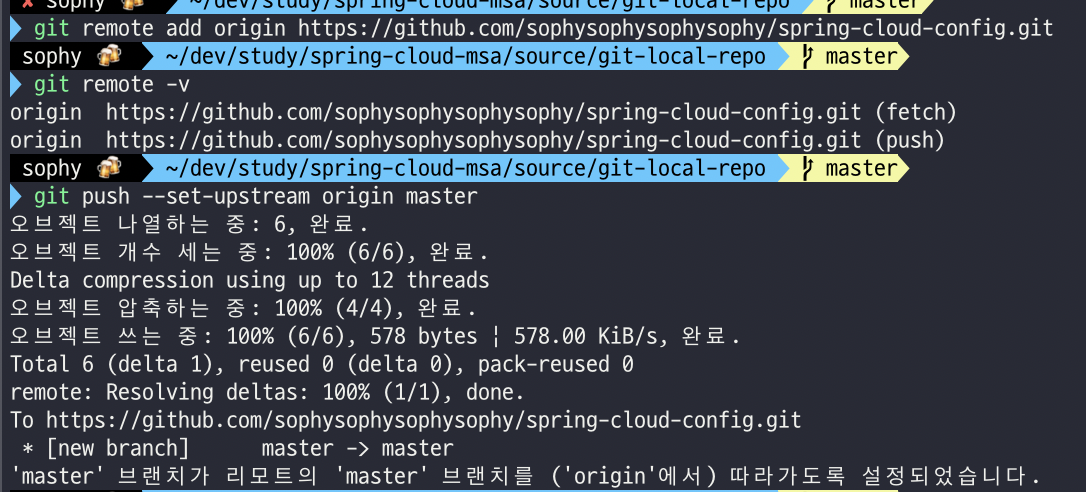 ✘ sophy 🍻 ~/dev/study/spring-cloud-msa/source/git-local-repo master
git remote add origin https://github.com/sophysophysophysophy/spring-cloud-config.git
sophy 🍻 ~/dev/study/spring-cloud-msa/source/git-local-repo master
git remote -v
origin https://github.com/sophysophysophysophy/spring-cloud-config.git (fetch)
origin https://github.com/sophysophysophysophy/spring-cloud-config.git (push)
sophy 🍻 ~/dev/study/spring-cloud-msa/source/git-local-repo master
git push --set-upstream origin master
오브젝트 나열하는 중: 6, 완료.
오브젝트 개수 세는 중: 100% (6/6), 완료.
Delta compression using up to 12 threads
오브젝트 압축하는 중: 100% (4/4), 완료.
오브젝트 쓰는 중: 100% (6/6), 578 bytes ¦ 578.00 KiB/s, 완료.
Total 6 (delta 1), reused 0 (delta 0), pack-reused 0
remote: Resolving deltas: 100% (1/1), done.
To https://github.com/sophysophysophysophy/spring-cloud-config.git
* [new branch] master -> master
'master' 브랜치가 리모트의 'master' 브랜치를 ('origin'에서) 따라가도록 설정되었습니다.